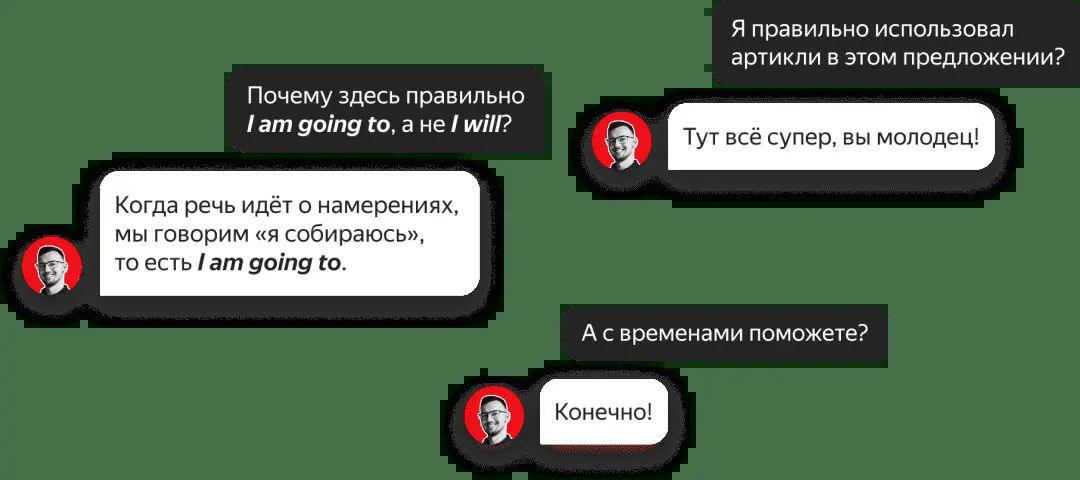 Я правильно использовал
артикли в этом предложении?
Почему здесь правильно
I am going to, а не I will?
Тут всё супер, вы молодец!
Когда речь идёт о намерениях,
мы говорим «я собираюсь»,
то есть I am going to.
А с временами поможете?
Конечно!